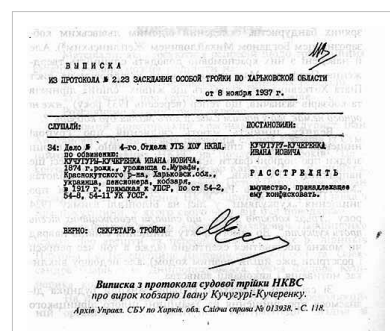 ВЫПИСКА
ИЗ ПРОТОКОЛА № 2.23 ЗАСЕДАНИЯ ОСОБОЙ ТРОЙКИ ПО ХАРЬКОВСКОЙ ОБЛАСТИ
от 8 ноября 1937 г.
СЛУШАЛИ: ПОСТАНОВИЛИ:
34: Дело № 4-го Отдела УГБ ХОУ НКВД,
по обвинению:
КУЧУГУРЫ-КУЧЕРЕНКО ИВАНА ИОВИЧА,
1874 г.рожд., уроженца с.Мурафы,
Краснокутского р-на, Харьковск.обл.,
украинца, пенсионера, кобзаря,
в 1917 г. примыкал к УПСР, по ст 54-2,
54-8, 54-11 УК УССР.
КУЧУГУРУ-КУЧЕРЕНКО
ИВАНА ИОВИЧА
РАССТРЕЛЯТЬ
имущество, принадлежащее
ему конфисковать.
ВЕРНО: СЕКРЕТАРЬ ТРОЙКИ
Виписка з протокола судової трійки НКВС
про вирок кобзарю Івану Кучугурі-Кучеренку.
Архів Управл. СБУ по Харків. обл. Слідча справа № 013938. - С. 118.